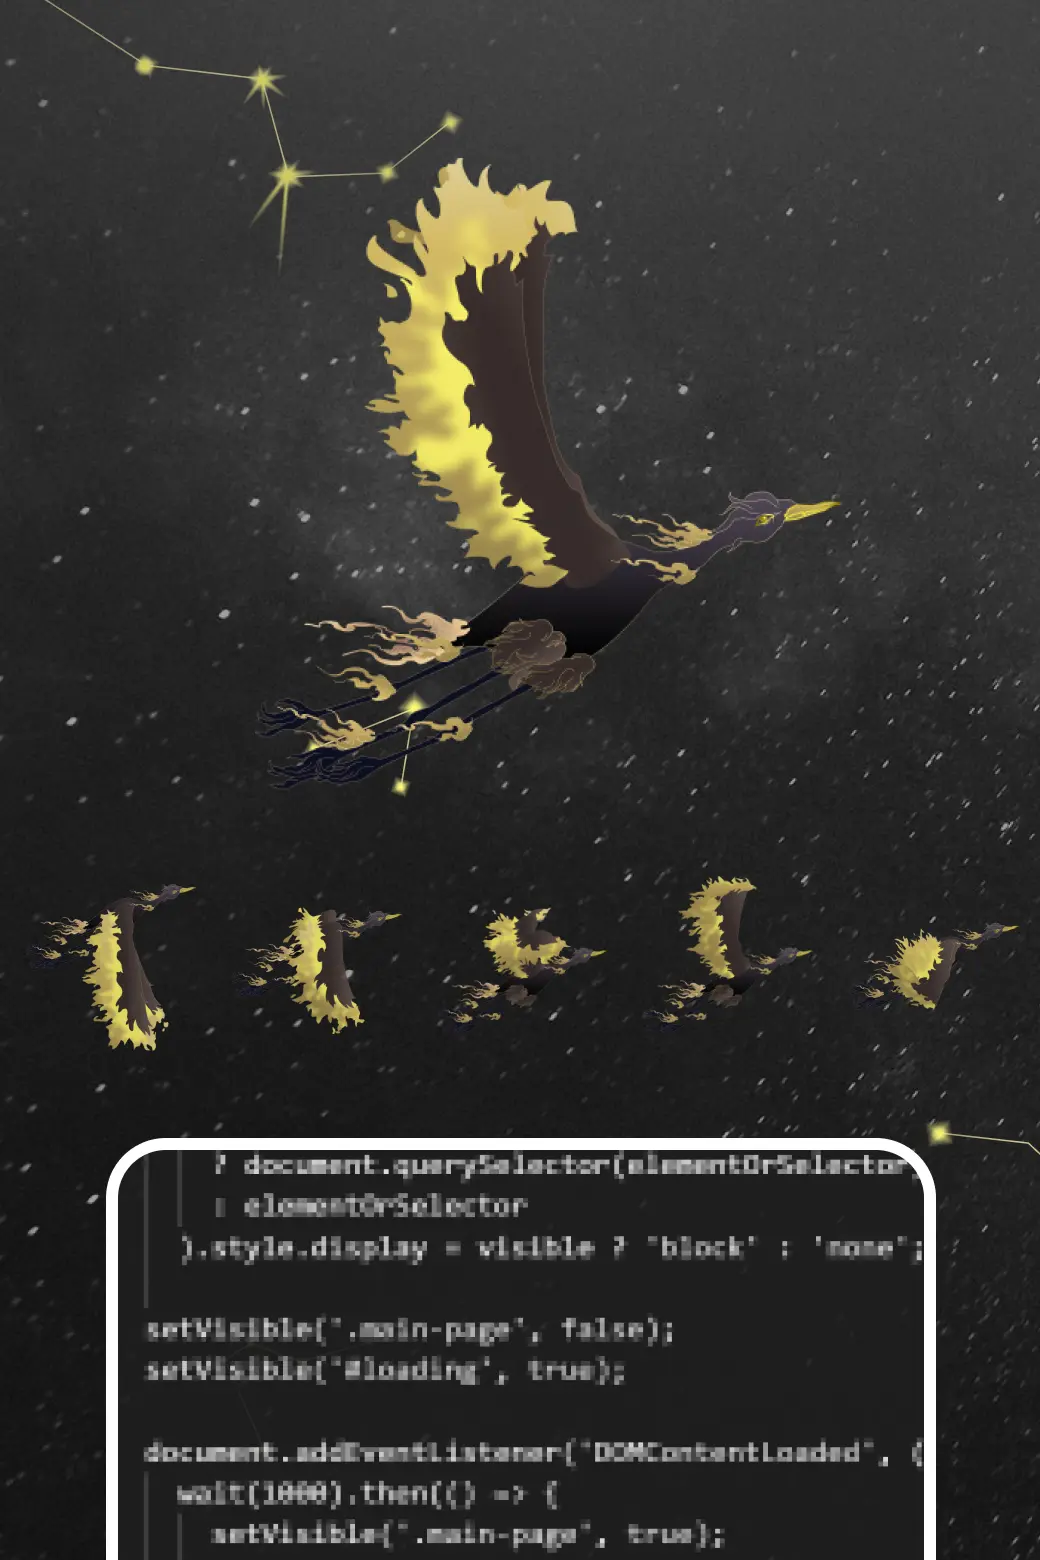 ? document.querySelector(elementOrSelector)
: elementOrSelector
).style.display = visible ? 'block' : 'none';
setVisible('.main-page', false);
setVisible('#loading', true);
document.addEventListener('DOMContentLoaded', (
wait(1000).then(() => {
setVisible('.main-page', true);